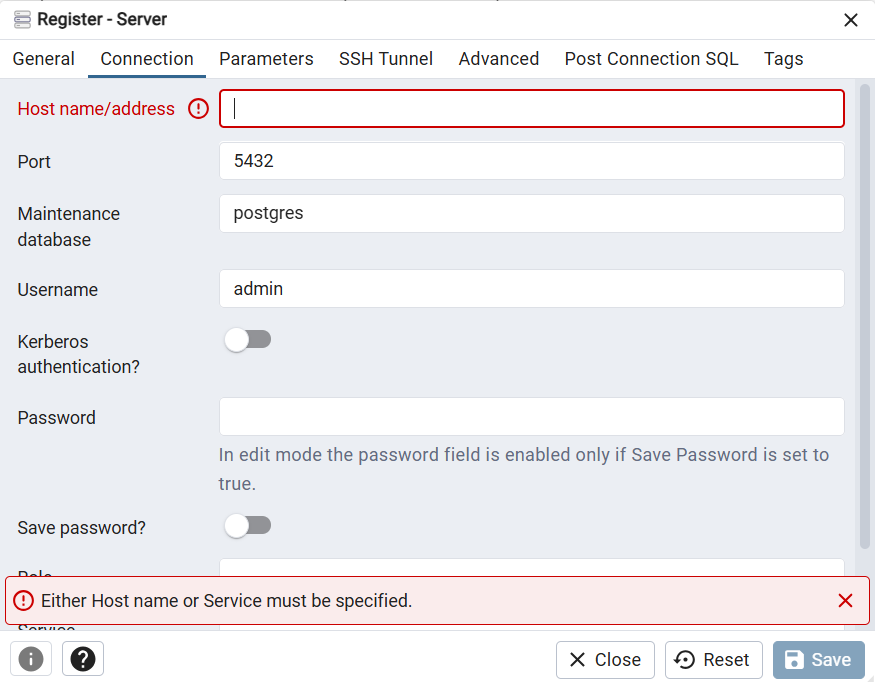 Register - Server
General Connection Parameters SSH Tunnel Advanced Post Connection SQL Tags
Host name/address
Port 5432
Maintenance database postgres
Username admin
Kerberos authentication?
Password
In edit mode the password field is enabled only if Save Password is set to
true.
Save password?
Role
Either Host name or Service must be specified.
Service
Close Reset Save